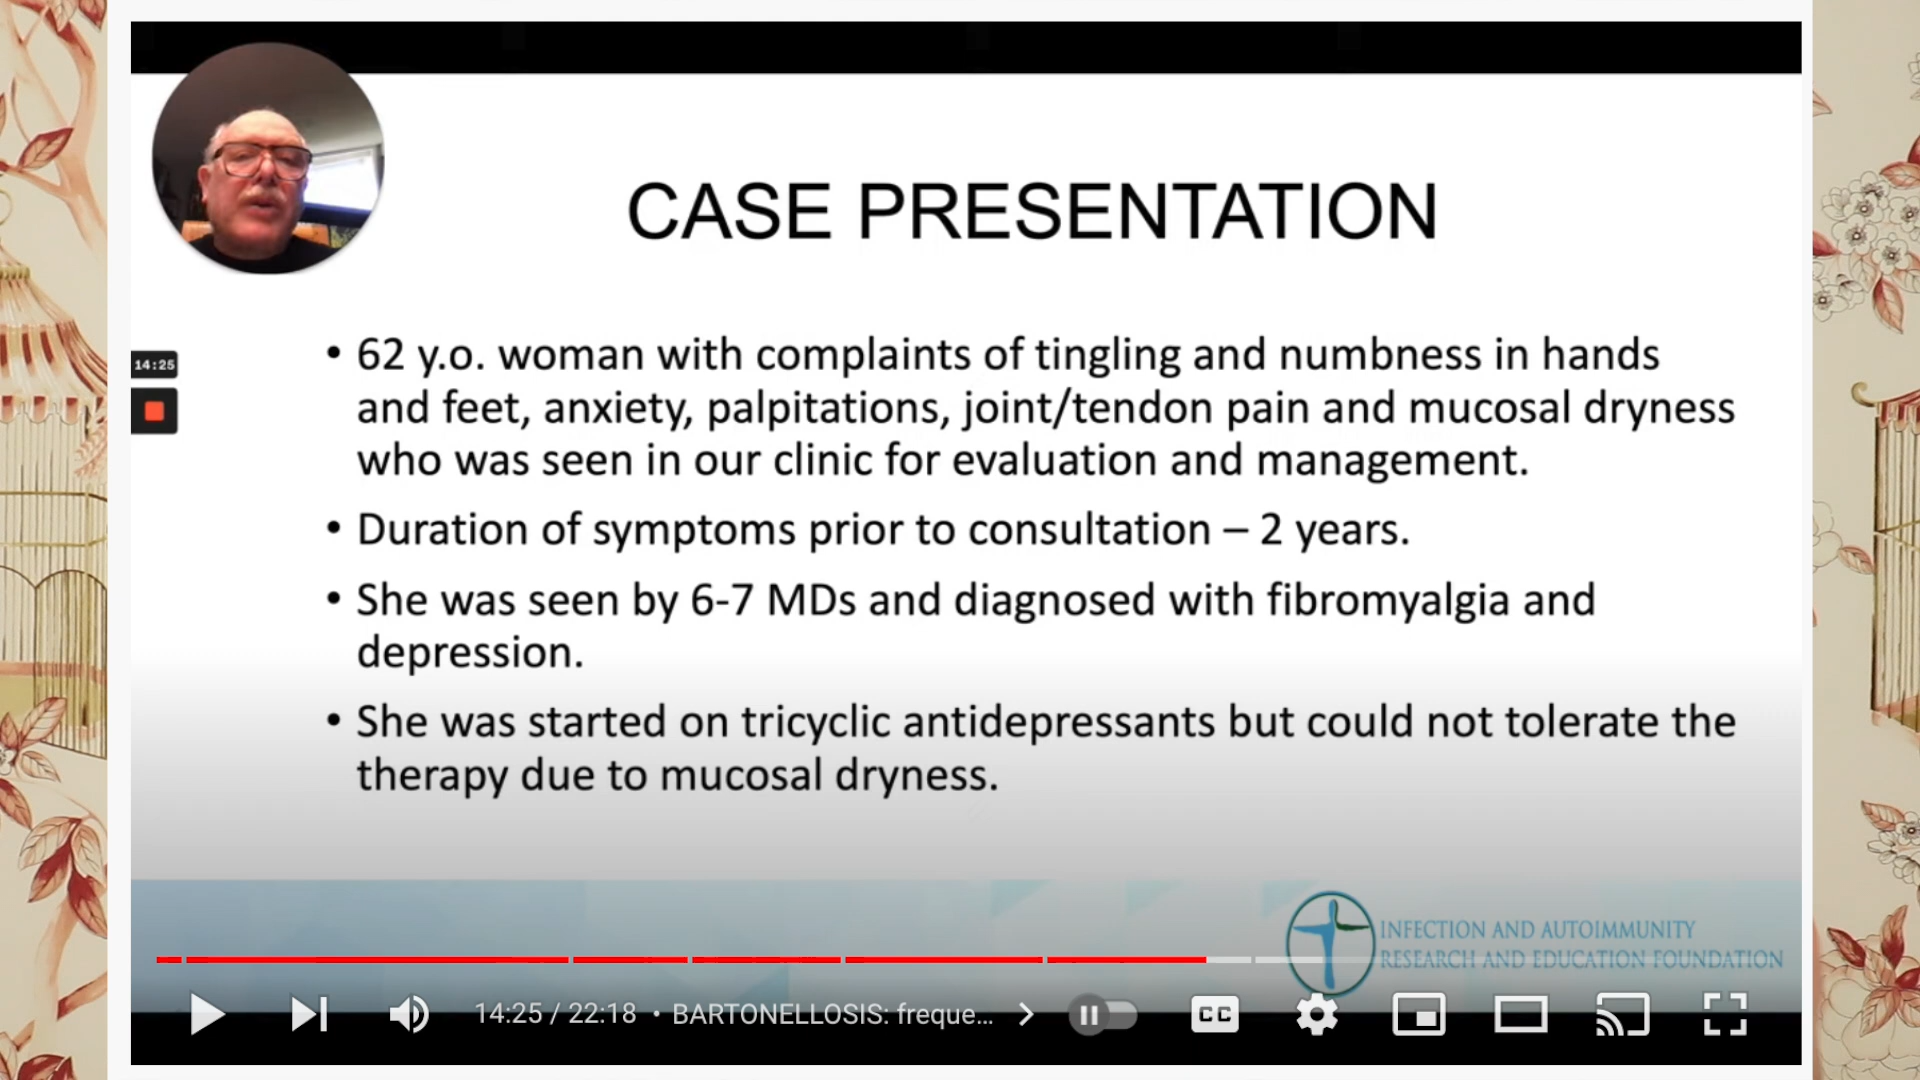 CASE PRESENTATION
14:25
• 62 y.o. woman with complaints of tingling and numbness in hands
and feet, anxiety, palpitations, joint/tendon pain and mucosal dryness
who was seen in our clinic for evaluation and management.
• Duration of symptoms prior to consultation – 2 years.
• She was seen by 6-7 MDs and diagnosed with fibromyalgia and
depression.
• She was started on tricyclic antidepressants but could not tolerate the
therapy due to mucosal dryness.
INFECTION AND AUTOIMMUNITY
RESEARCH AND EDUCATION FOUNDATION
14:25 / 22:18 • BARTONELLOSIS: freque...
CC